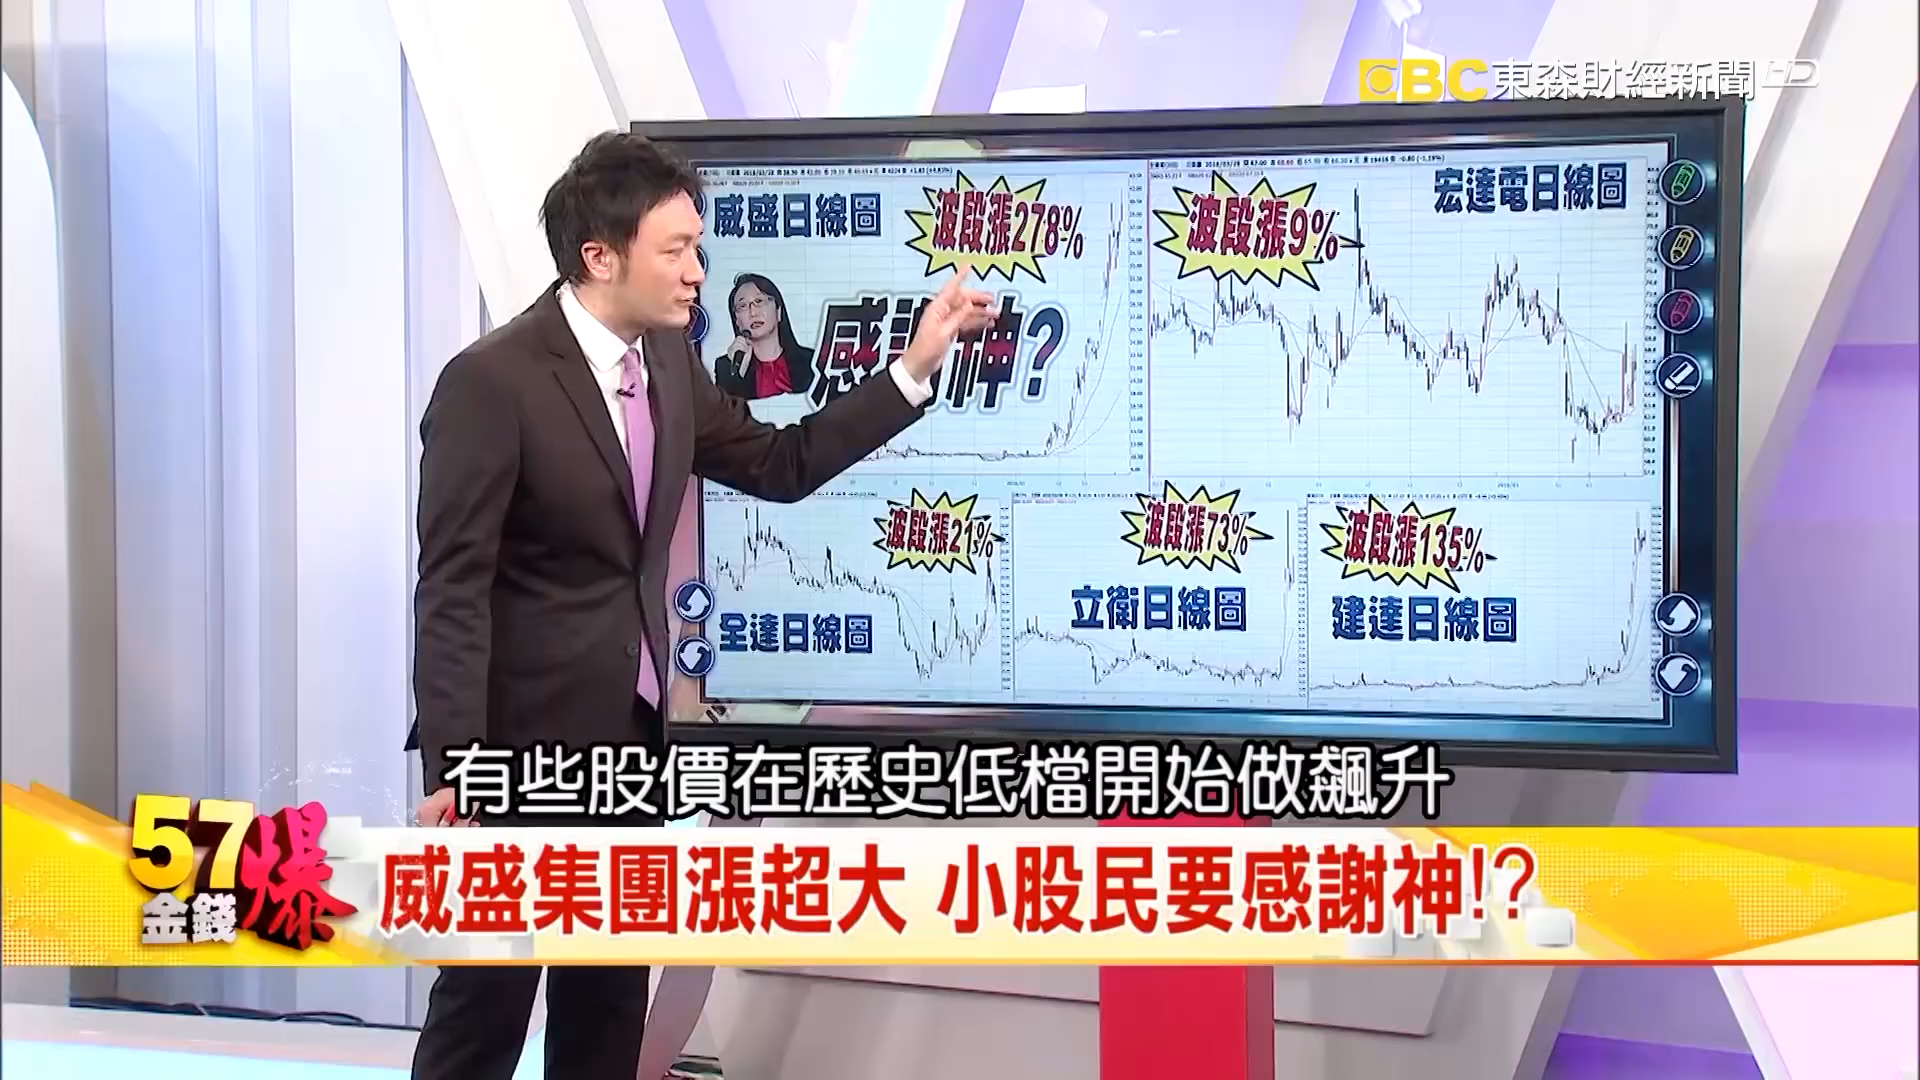 EBC東森財經新聞HD
威盛日線圖
波段漲278%
波段漲9%
宏達電日線圖
感謝神?
波段漲21%
波段漲73%
波段漲135%
全達日線圖
立衛日線圖
建達日線圖
有些股價在歷史低檔開始做飆升
57金錢爆
威盛集團漲超大 小股民要感謝神!?